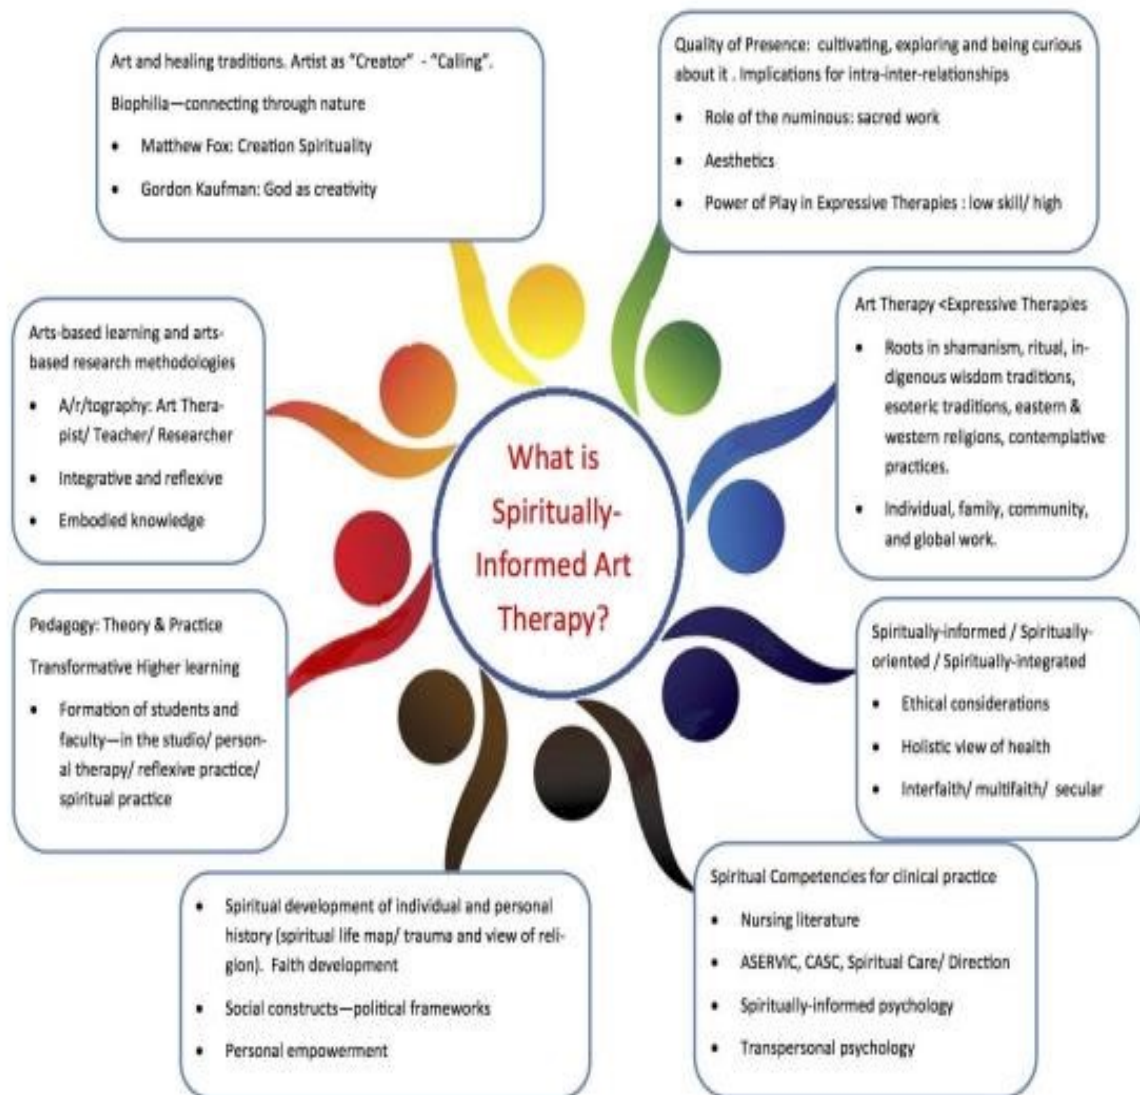 Art and healing traditions. Artist as "Creator" - "Calling".
Biophilia—connecting through nature
• Matthew Fox: Creation Spirituality
• Gordon Kaufman: God as creativity
Quality of Presence: cultivating, exploring and being curious
about it . Implications for intra-inter-relationships
• Role of the numinous: sacred work
• Aesthetics
• Power of Play in Expressive Therapies : low skill/ high
Arts-based learning and arts-
based research methodologies
• A/r/tography: Art Thera-
pist/ Teacher/ Researcher
• Integrative and reflexive
• Embodied knowledge
What is
Spiritually-
Informed Art
Therapy?
Art Therapy <Expressive Therapies
• Roots in shamanism, ritual, in-
digenous wisdom traditions,
esoteric traditions, eastern &
western religions, contemplative
practices.
• Individual, family, community,
and global work.
Pedagogy: Theory & Practice
Transformative Higher learning
• Formation of students and
faculty—in the studio/ person-
al therapy/ reflexive practice/
spiritual practice
Spiritually-informed / Spiritually-
oriented / Spiritually-integrated
• Ethical considerations
• Holistic view of health
• Interfaith/ multifaith/ secular
• Spiritual development of individual and personal
history (spiritual life map/ trauma and view of reli-
gion). Faith development
• Social constructs—political frameworks
• Personal empowerment
Spiritual Competencies for clinical practice
• Nursing literature
• ASERVIC, CASC, Spiritual Care/ Direction
• Spiritually-informed psychology
• Transpersonal psychology